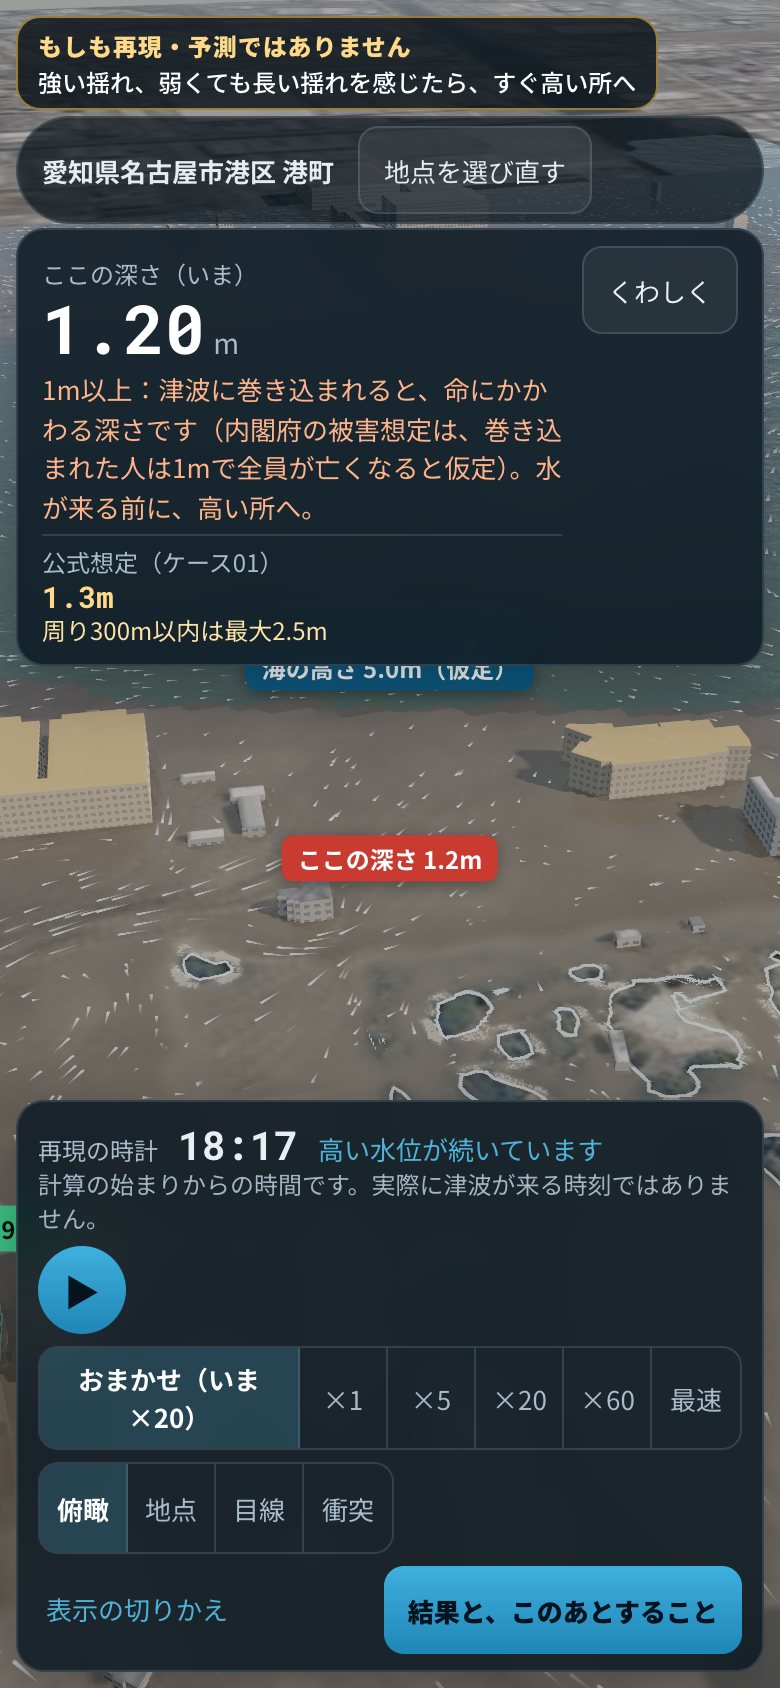 もしも再現・予測ではありません
強い揺れ、弱くても長い揺れを感じたら、すぐ高い所へ
愛知県名古屋市港区 港町
地点を選び直す
ここの深さ（いま）
くわしく
1.20 m
1m以上：津波に巻き込まれると、命にかか
わる深さです（内閣府の被害想定は、巻き込
まれた人は1mで全員が亡くなると仮定）。水
が来る前に、高い所へ。
公式想定（ケース01）
1.3m
周り300m以内は最大2.5m
海の高さ 5.0m（仮定）
ここの深さ 1.2m
再現の時計 18:17 高い水位が続いています
計算の始まりからの時間です。実際に津波が来る時刻ではありま
せん。
9
おまかせ（いま
×20）
×1
×5
×20
×60
最速
俯瞰
地点
目線
衝突
表示の切りかえ
結果と、このあとすること